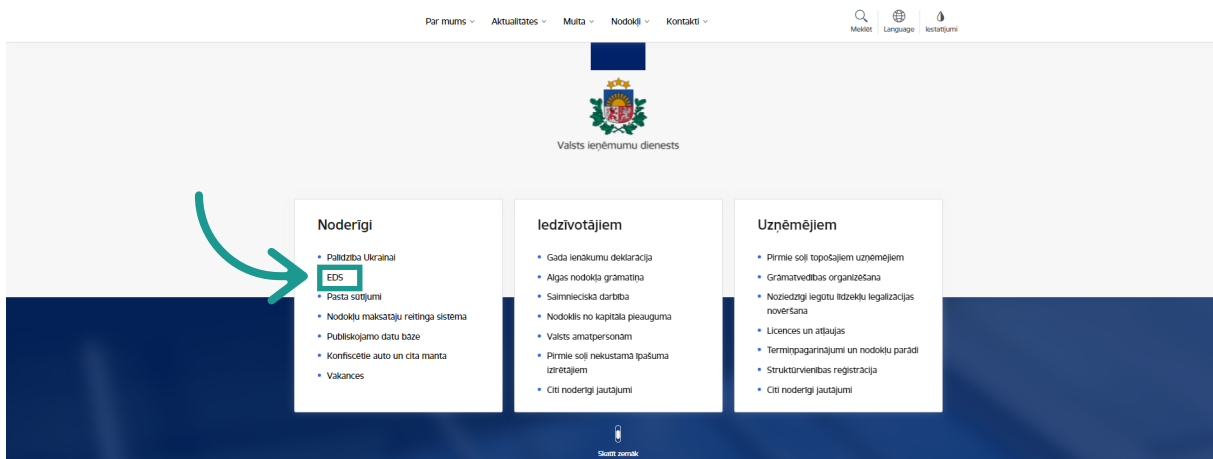 Par mums
Aktualitātes
Muita
Nodokļi
Kontakti
Meklēt
Language
Iestatījumi
Valsts ieņēmumu dienests
Noderīgi
Palīdzība Ukrainai
EDS
Pasta sūtījumi
Nodokļu maksātāju reitinga sistēma
Publiskojamo datu bāze
Konfiscētie auto un cita manta
Vakances
Iedzīvotājiem
Gada ienākumu deklarācija
Algas nodokļa grāmatiņa
Saimnieciskā darbība
Nodoklis no kapitāla pieauguma
Valsts amatpersonām
Pirmie soļi nekustamā īpašuma
izīrētājiem
Citi noderīgi jautājumi
Uzņēmējiem
Pirmie soļi topošajiem uzņēmējiem
Grāmatvedības organizēšana
Noziedzīgi iegūtu līdzekļu legalizācijas
novēršana
Licences un atļaujas
Termiņpagarinājumi un nodokļu parādi
Struktūrvienības reģistrācija
Citi noderīgi jautājumi
Skatīt zemāk